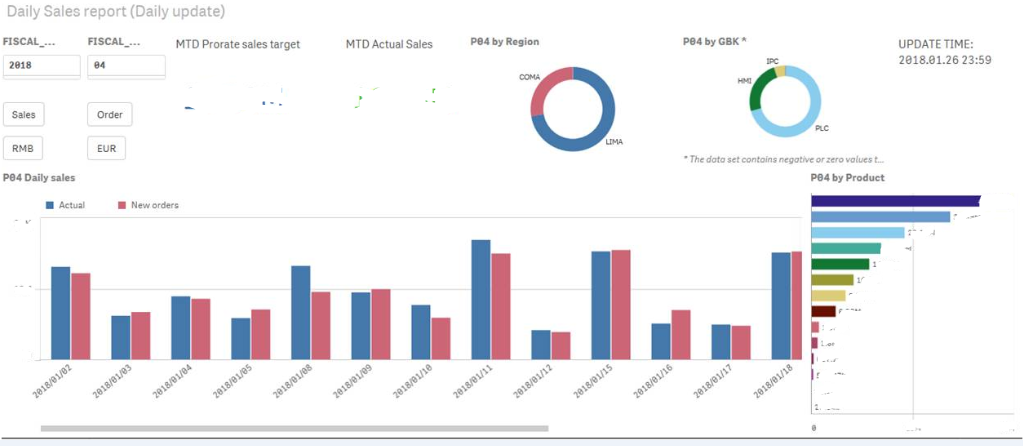 Daily Sales report (Daily update)
FISCAL_...
FISCAL_...
MTD Prorate sales target
MTD Actual Sales
P04 by Region
P04 by GBK *
UPDATE TIME:
2018.01.26 23:59
2018
04
Sales
Order
RMB
EUR
COMA
LIMA
IPC
HMI
PLC
* The data set contains negative or zero values t...
P04 Daily sales
P04 by Product
Actual
New orders
2018/01/02
2018/01/03
2018/01/04
2018/01/05
2018/01/08
2018/01/09
2018/01/10
2018/01/11
2018/01/12
2018/01/15
2018/01/16
2018/01/17
2018/01/18
0